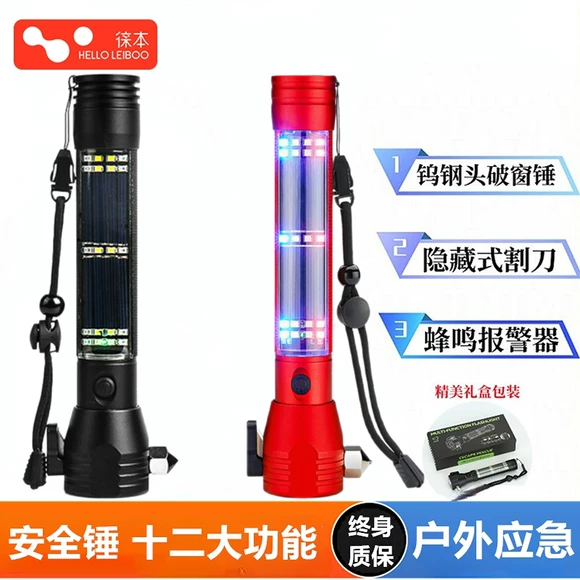 徕本
HELLO LEIBOO
1 钨钢头破窗锤
2 隐藏式割刀
3 蜂鸣报警器
精美礼盒包装
MULTI-FUNCTION FLASHLIGHT
ESCAPE RESCUE
安全锤 十二大功能
终身
质保
户外应急